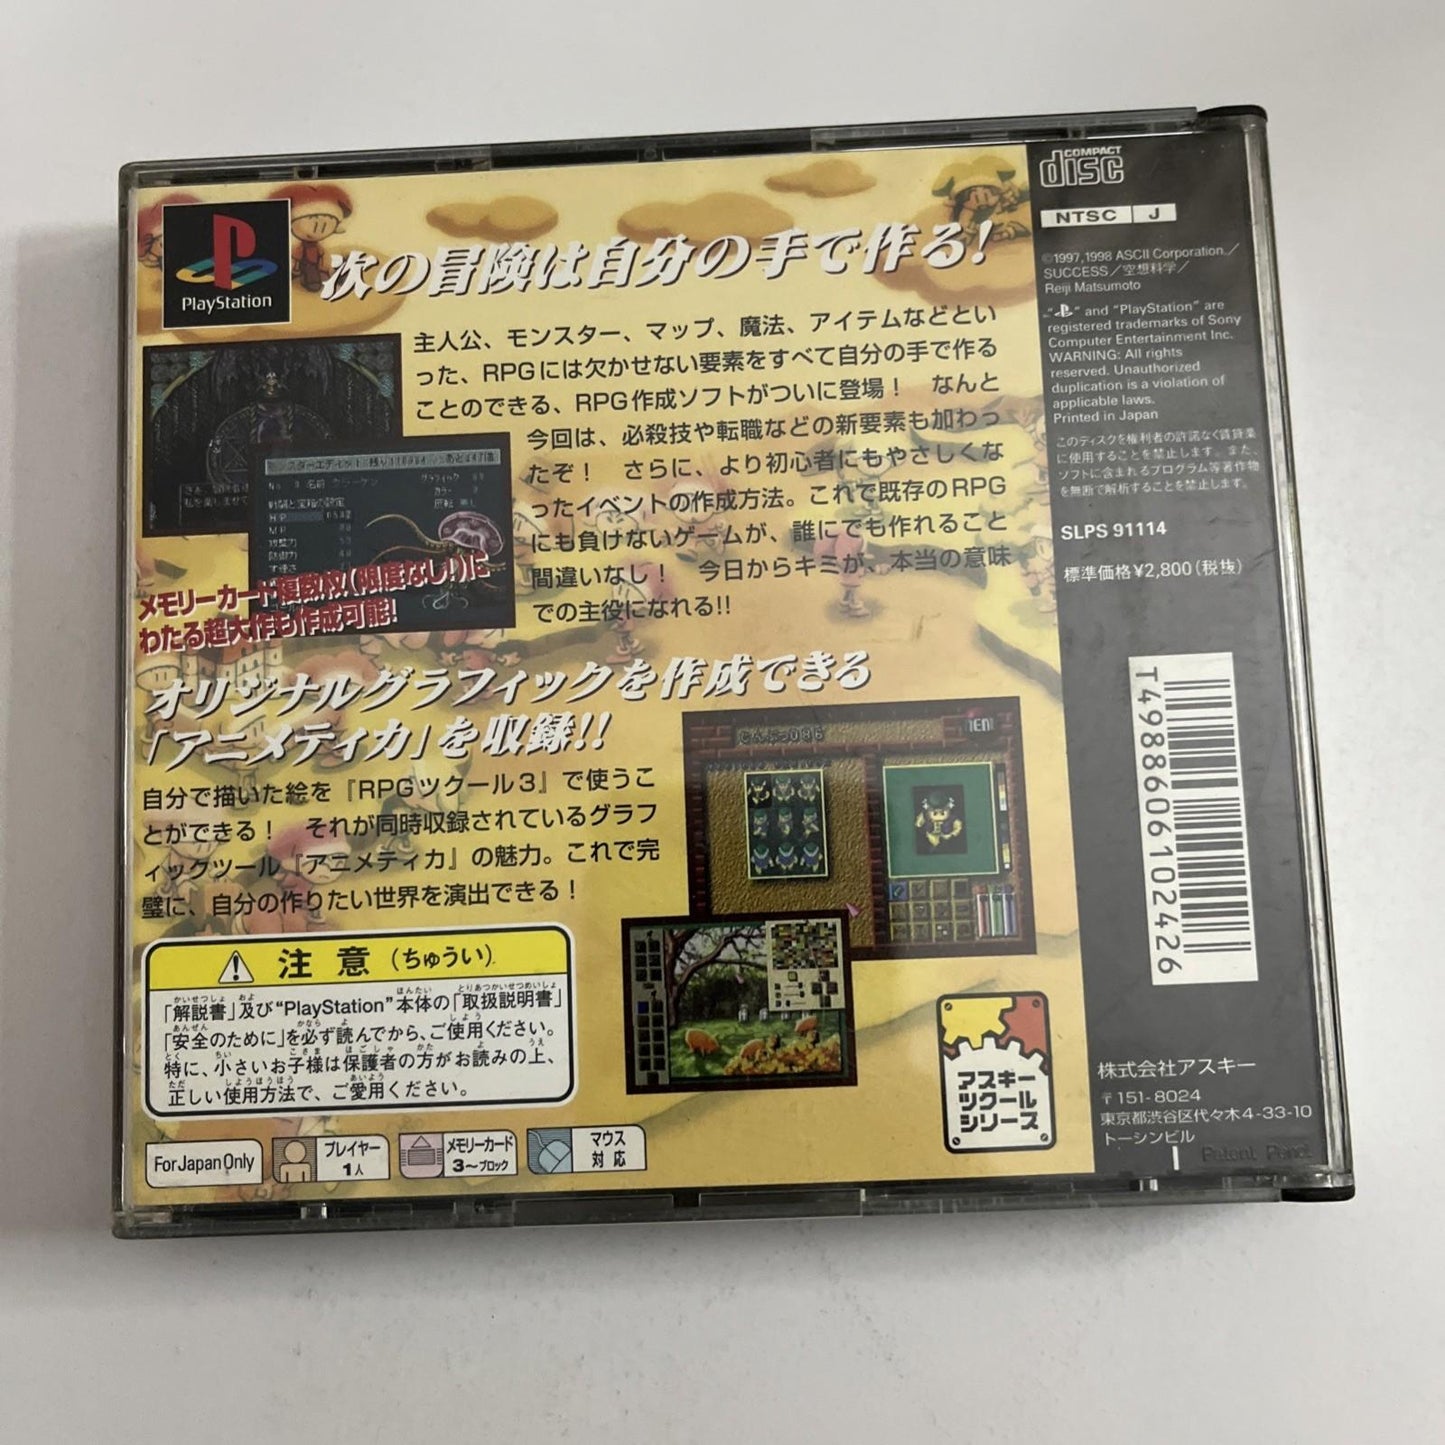 PlayStation
次の冒険は自分の手で作る!
主人公、モンスター、マップ、魔法、アイテムなどとい
った、RPGには欠かせない要素をすべて自分の手で作る
ことのできる、RPG作成ソフトがついに登場! なんと
今回は、必殺技や転職などの新要素も加わっ
たぞ! さらに、より初心者にもやさしくな
ったイベントの作成方法。これで既存のRPG
にも負けないゲームが、誰にでも作れること
間違いなし! 今日からキミが、本当の意味
での主役になれる!!
メモリーカード複数枚(限度なし!)に
わたる超大作も作成可能!
オリジナルグラフィックを作成できる
「アニメティカ」を収録!!
自分で描いた絵を『RPGツクール3』で使うこ
とができる! それが同時収録されているグラフ
ィックツール『アニメティカ』の魅力。これで完
璧に、自分の作りたい世界を演出できる!
じんぶつ086
注意(ちゅうい)
「解説書」及び“PlayStation”本体の「取扱説明書」
「安全のために」を必ず読んでから、ご使用ください。
特に、小さいお子様は保護者の方がお読みの上、
正しい使用方法で、ご愛用ください。
For Japan Only
プレイヤー
1人
メモリーカード
3〜ブロック
マウス
対応
アスキー
ツクール
シリーズ
COMPACT
disc
NTSC J
©1997,1998 ASCII Corporation／
SUCCESS／空想科学／
Reiji Matsumoto
“ ” and “PlayStation” are
registered trademarks of Sony
Computer Entertainment Inc.
WARNING: All rights
reserved. Unauthorized
duplication is a violation of
applicable laws.
Printed in Japan
このディスクを権利者の許諾なく賃貸業
に使用することを禁止します。また、
ソフトに含まれるプログラム等著作物
を無断で解析することを禁止します。
SLPS 91114
標準価格¥2,800(税抜)
T4988606102426
株式会社アスキー
〒151-8024
東京都渋谷区代々木4-33-10
トーシンビル